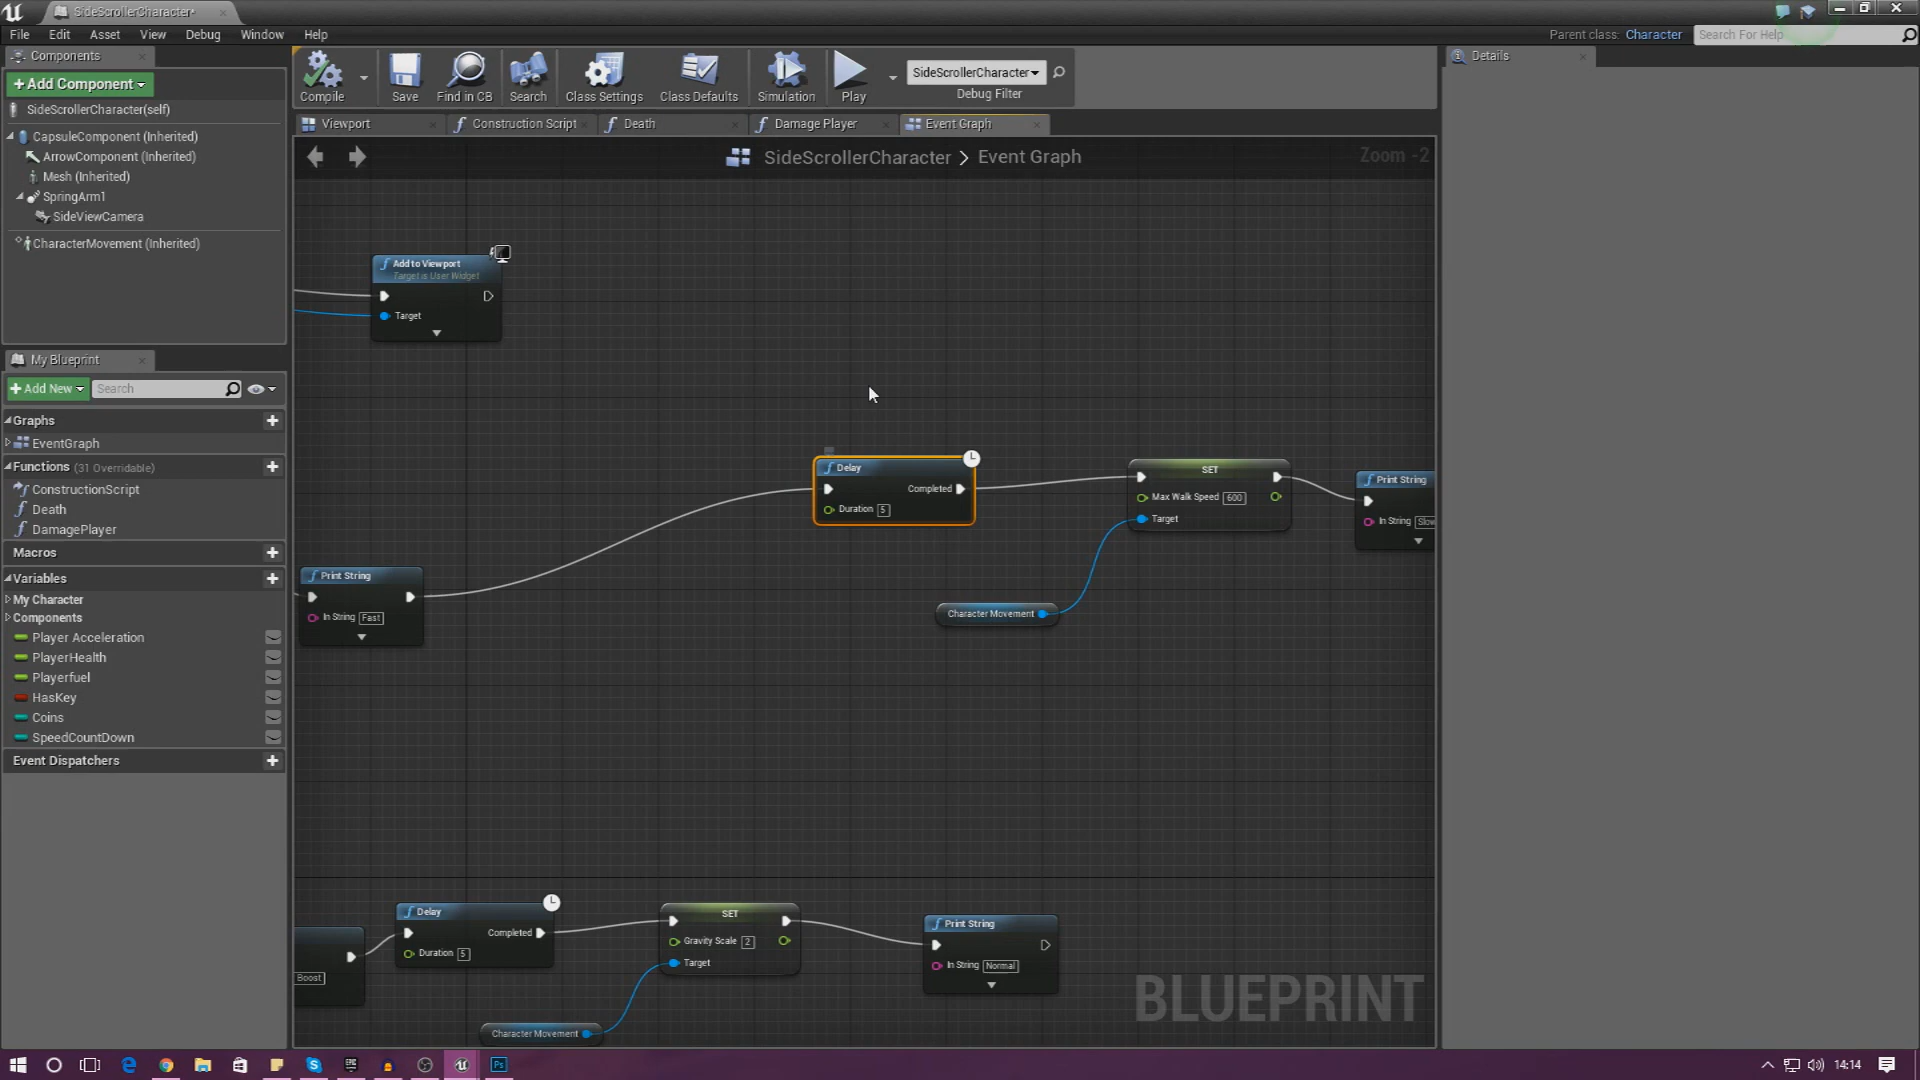 SideScrollerCharacter*
File Edit Asset View Debug Window Help
Parent class: Character
Search For Help
Components
+ Add Component
SideScrollerCharacter(self)
CapsuleComponent (Inherited)
ArrowComponent (Inherited)
Mesh (Inherited)
SpringArm1
SideViewCamera
CharacterMovement (Inherited)
My Blueprint
+ Add New
Search
Graphs
EventGraph
Functions (31 Overridable)
ConstructionScript
Death
DamagePlayer
Macros
Variables
My Character
Components
Player Acceleration
PlayerHealth
Playerfuel
HasKey
Coins
SpeedCountDown
Event Dispatchers
Compile Save Find in CB Search Class Settings Class Defaults Simulation Play
SideScrollerCharacter
Debug Filter
Viewport Construction Script Death Damage Player Event Graph
SideScrollerCharacter > Event Graph
Zoom -2
Add to Viewport
Target is User Widget
Target
Delay
Completed
Duration 5
SET
Max Walk Speed 600
Target
Print String
In String Slow
Character Movement
Print String
In String Fast
Delay
Completed
Duration 5
Boost
SET
Gravity Scale 2
Target
Print String
In String Normal
Character Movement
BLUEPRINT
Details
EPIC
Ps
14:14